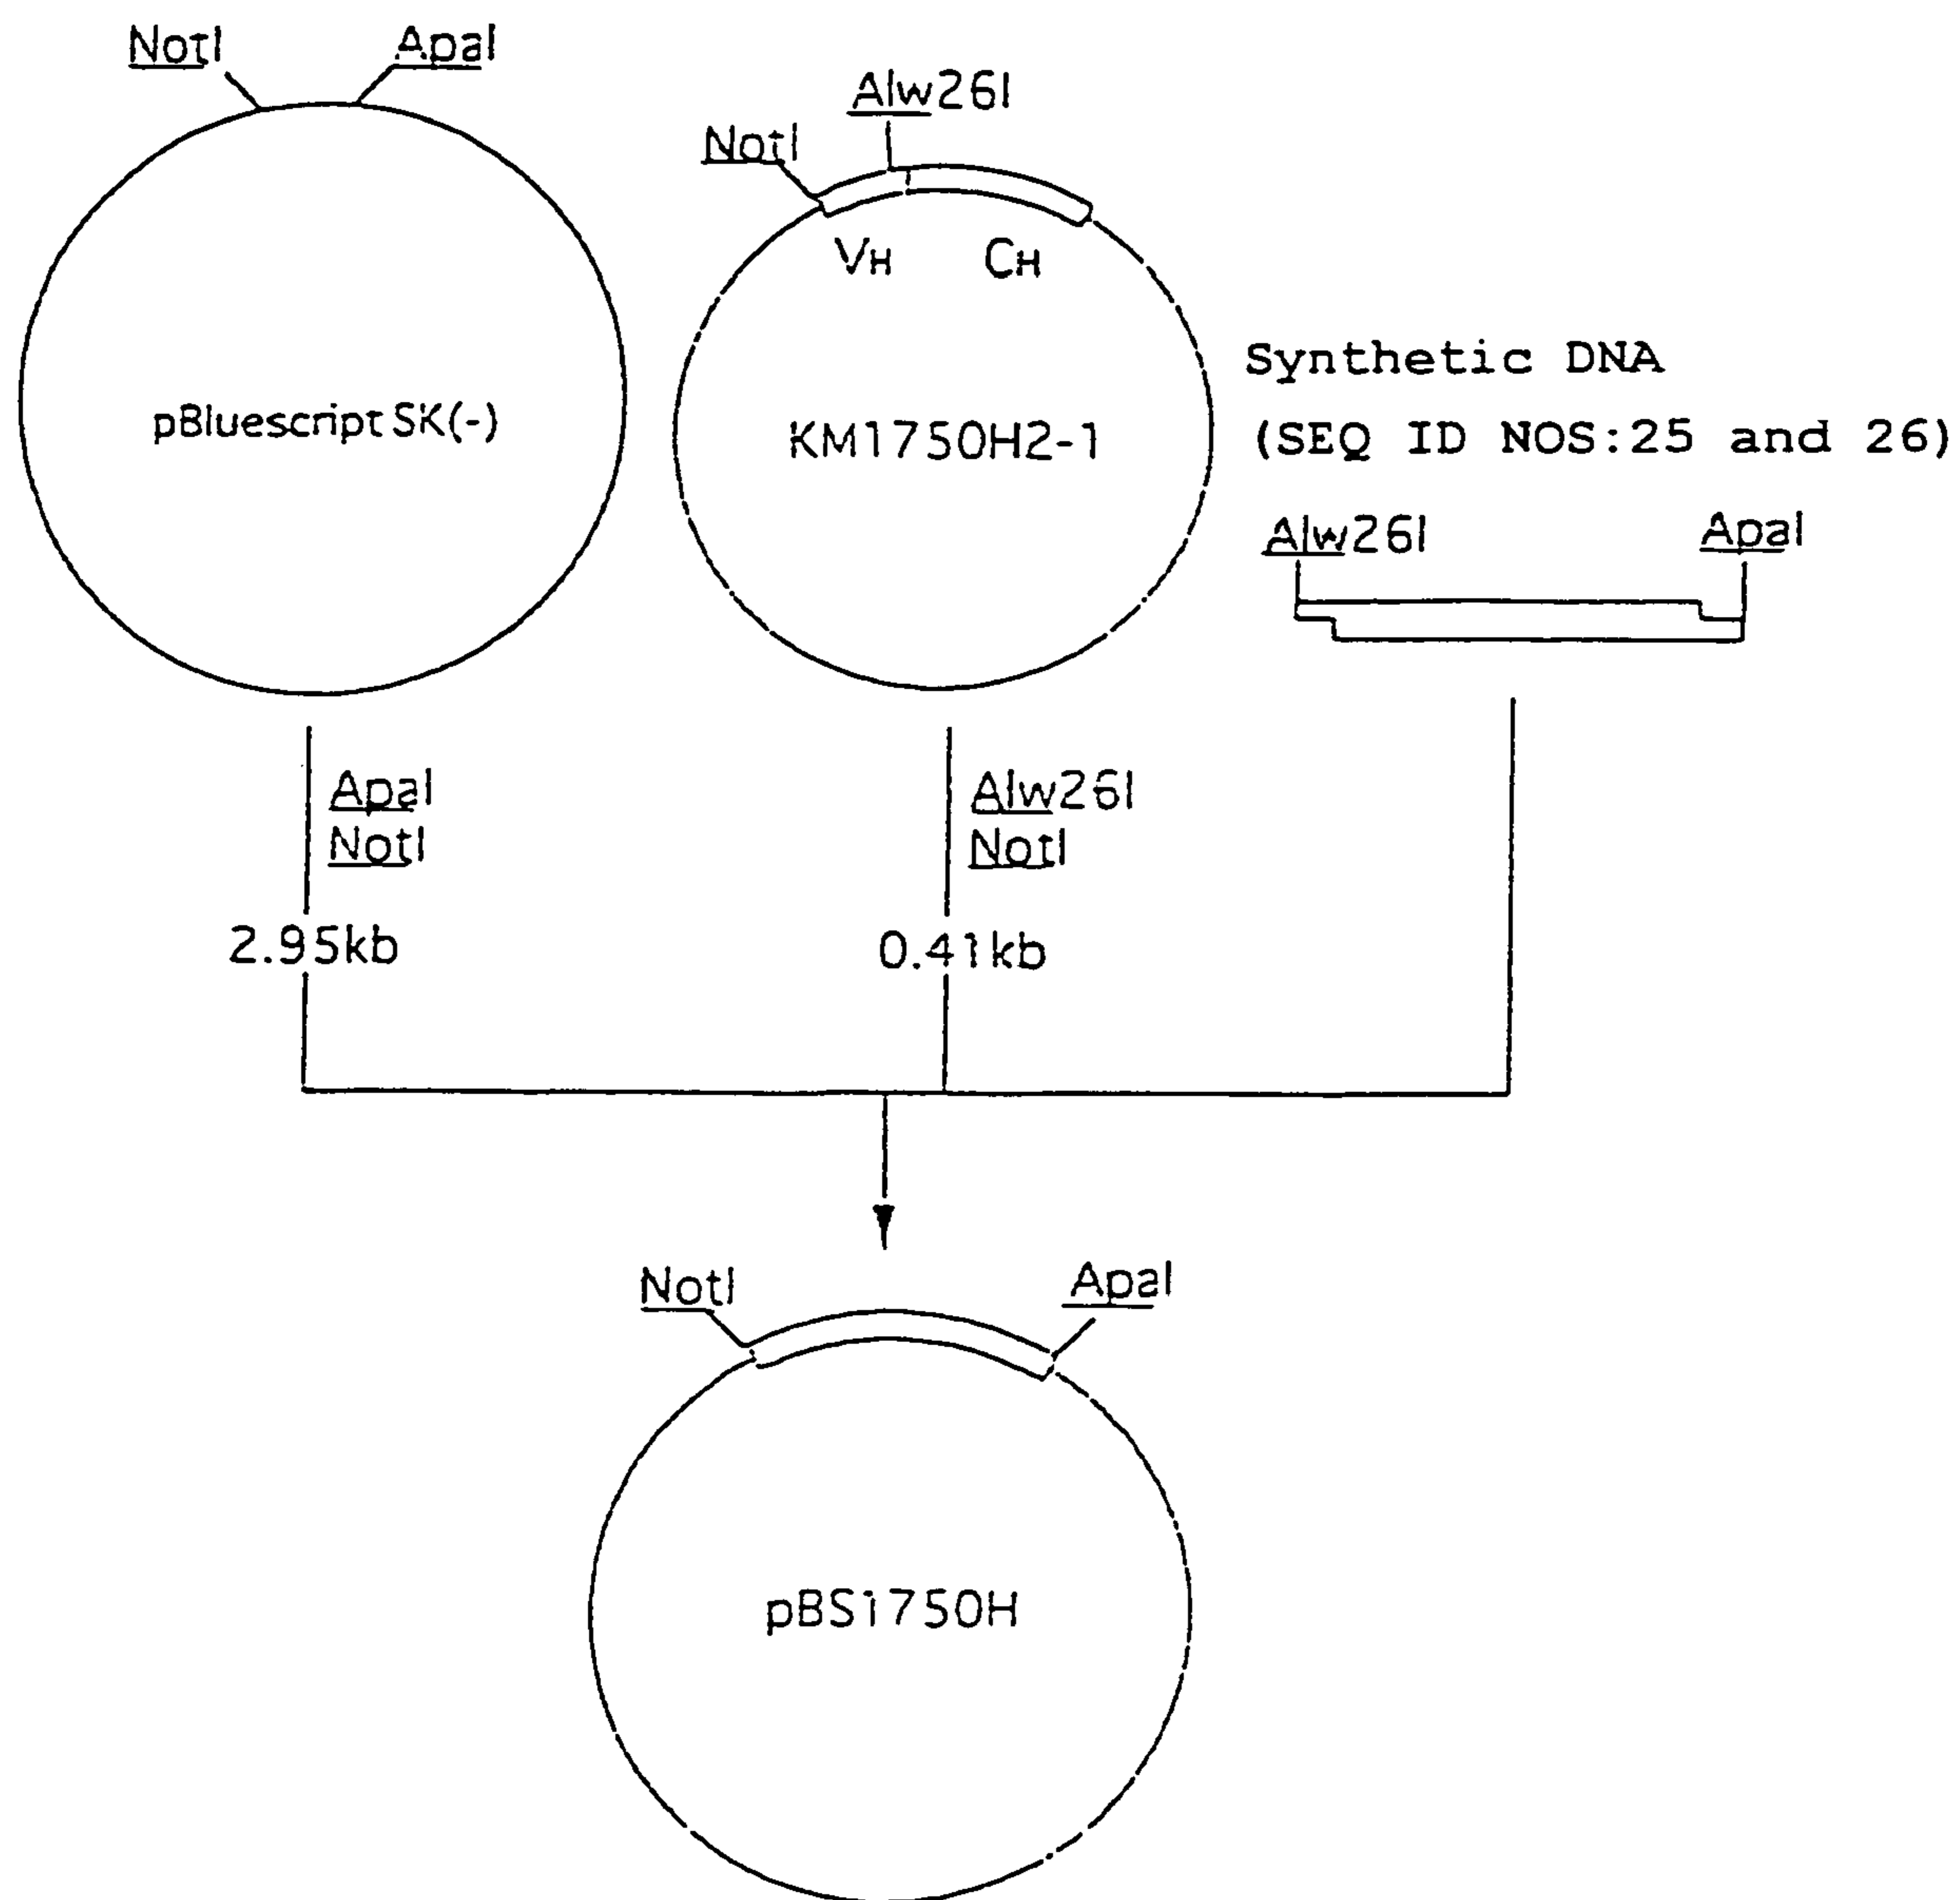 NotI
ApaI
Alw26I
NotI
VH
CH
pBluescript SK(-)
KM1750H2-1
Synthetic DNA
(SEQ ID NOS:25 and 26)
Alw26I
ApaI
ApaI
NotI
Alw26I
NotI
2.95kb
0.41kb
NotI
ApaI
pBS1750H